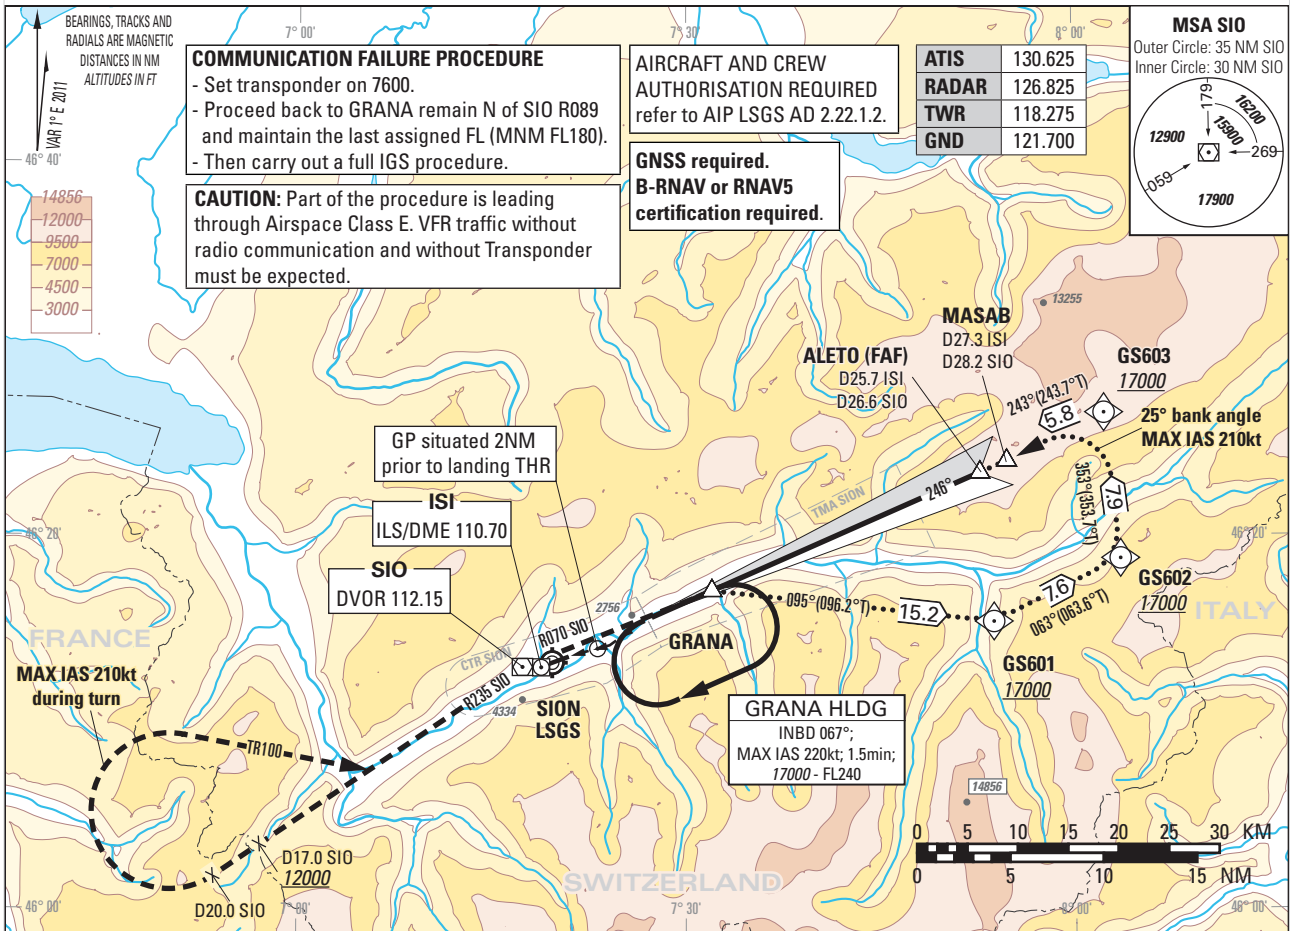 BEARINGS, TRACKS AND
RADIALS ARE MAGNETIC
DISTANCES IN NM
ALTITUDES IN FT
VAR 1° E 2011
7° 00'
7° 30'
8° 00'
COMMUNICATION FAILURE PROCEDURE
- Set transponder on 7600.
- Proceed back to GRANA remain N of SIO R089
and maintain the last assigned FL (MNM FL180).
- Then carry out a full IGS procedure.
CAUTION: Part of the procedure is leading
through Airspace Class E. VFR traffic without
radio communication and without Transponder
must be expected.
AIRCRAFT AND CREW
AUTHORISATION REQUIRED
refer to AIP LSGS AD 2.22.1.2.
GNSS required.
B-RNAV or RNAV5
certification required.
ATIS 130.625
RADAR 126.825
TWR 118.275
GND 121.700
MSA SIO
Outer Circle: 35 NM SIO
Inner Circle: 30 NM SIO
179
16200
15900
12900
269
059
17900
46° 40'
14856
12000
9500
7000
4500
3000
13255
MASAB
D27.3 ISI
D28.2 SIO
ALETO (FAF)
D25.7 ISI
D26.6 SIO
GS603
17000
243°(243.7°T)
5.8
25° bank angle
MAX IAS 210kt
GP situated 2NM
prior to landing THR
ISI
ILS/DME 110.70
SIO
DVOR 112.15
246°
TMA SION
353°(353.7°T)
7.9
46° 20'
46° 20'
GS602
17000
7.6
063°(063.6°T)
095°(096.2°T)
15.2
GS601
17000
ITALY
FRANCE
2756
R070 SIO
CTR SION
GRANA
R235 SIO
4334
SION
LSGS
MAX IAS 210kt
during turn
TR100
GRANA HLDG
INBD 067°;
MAX IAS 220kt; 1.5min;
17000 - FL240
14856
D17.0 SIO
12000
D20.0 SIO
SWITZERLAND
0 5 10 15 20 25 30 KM
0 5 10 15 NM
46° 00'
7° 00'
7° 30'
8° 00'
46° 00'